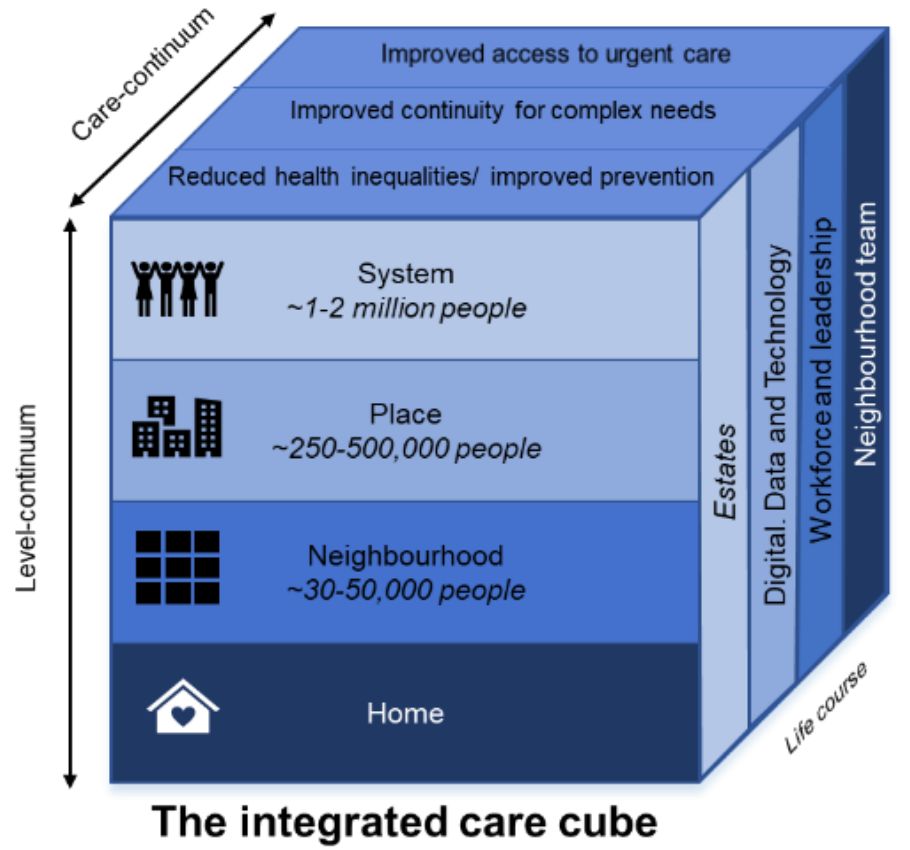 Care-continuum
Improved access to urgent care
Improved continuity for complex needs
Reduced health inequalities/ improved prevention
Level-continuum
System
~1-2 million people
Place
~250-500,000 people
Neighbourhood
~30-50,000 people
Home
Estates
Digital. Data and Technology
Workforce and leadership
Neighbourhood team
Life course
The integrated care cube